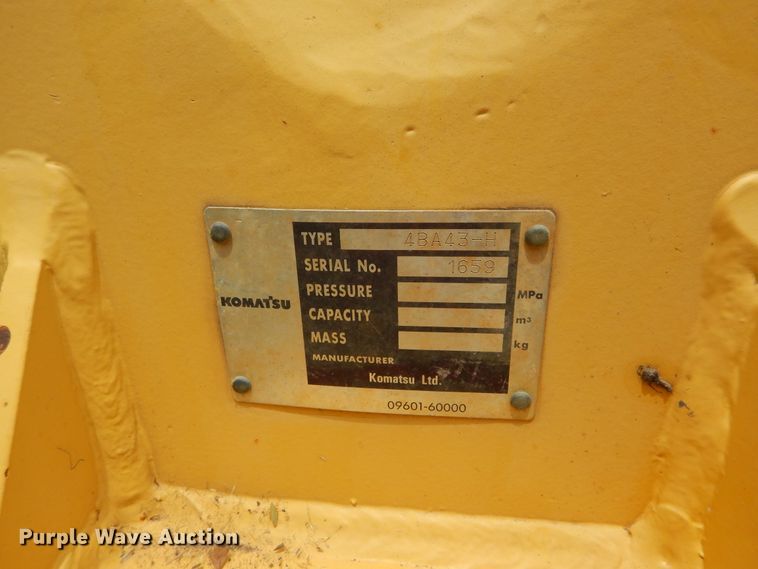 KOMATSU
TYPE 4BA43-H
SERIAL No. 1659
PRESSURE MPa
CAPACITY m³
MASS kg
MANUFACTURER
Komatsu Ltd.
09601-60000
Purple Wave Auction